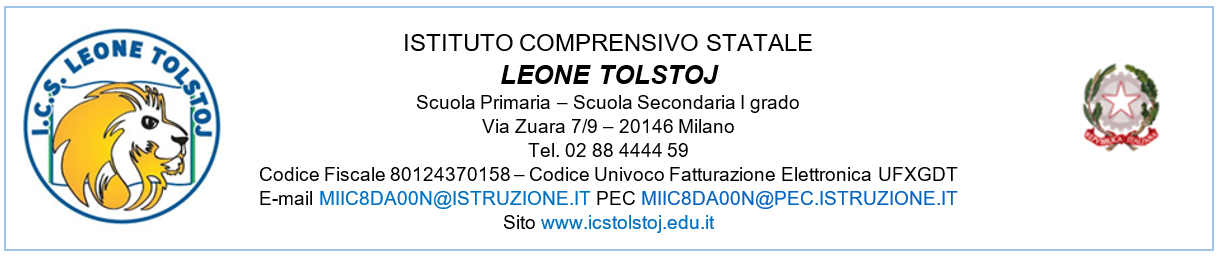 I.C.S. LEONE TOLSTOJ
ISTITUTO COMPRENSIVO STATALE
LEONE TOLSTOJ
Scuola Primaria – Scuola Secondaria I grado
Via Zuara 7/9 – 20146 Milano
Tel. 02 88 4444 59
Codice Fiscale 80124370158 – Codice Univoco Fatturazione Elettronica UFXGDT
E-mail MIIC8DA00N@ISTRUZIONE.IT PEC MIIC8DA00N@PEC.ISTRUZIONE.IT
Sito www.icstolstoj.edu.it
REPVBBLICA ITALIANA